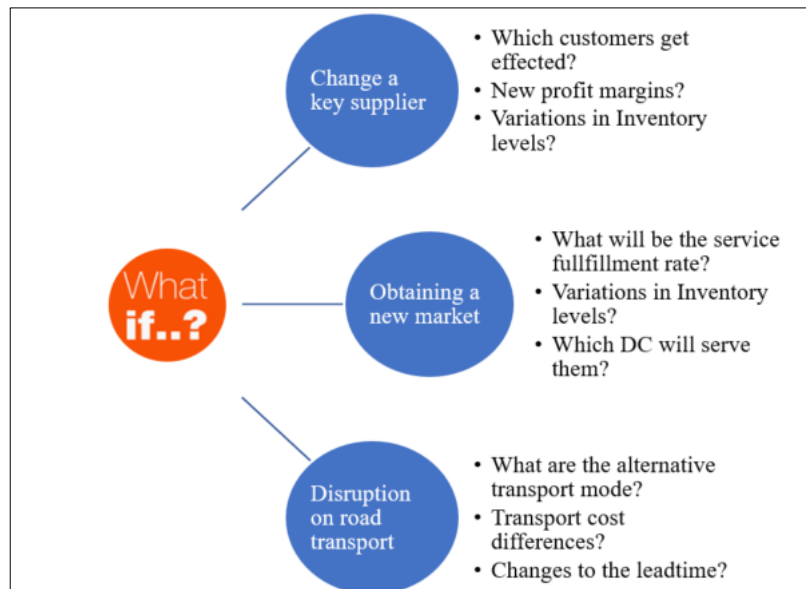 Change a
key supplier
• Which customers get
effected?
• New profit margins?
• Variations in Inventory
levels?
What
if..?
Obtaining a
new market
• What will be the service
fullfillment rate?
• Variations in Inventory
levels?
• Which DC will serve
them?
Disruption
on road
transport
• What are the alternative
transport mode?
• Transport cost
differences?
• Changes to the leadtime?